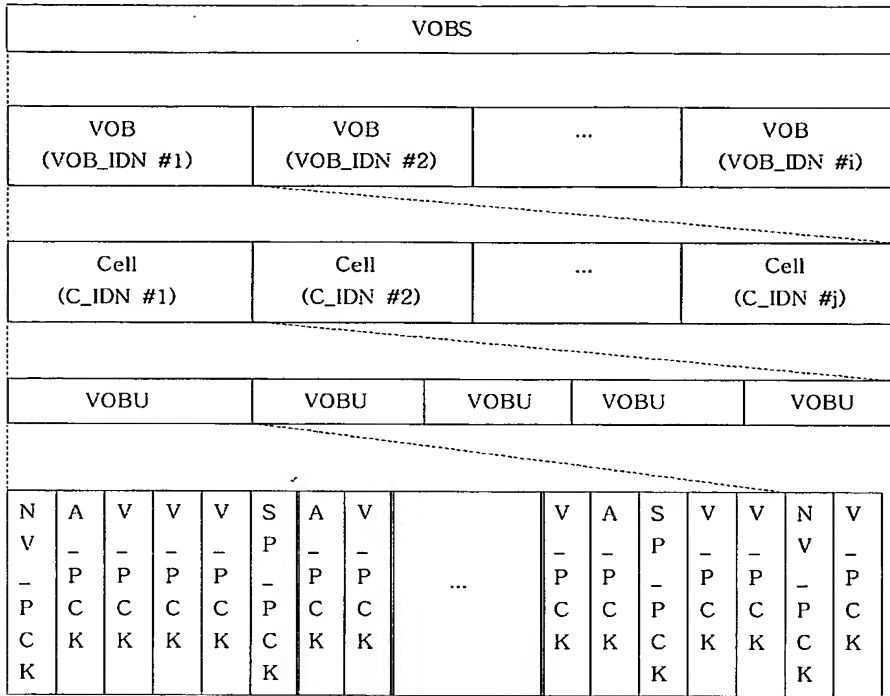 VOBS
VOB VOB ... VOB
(VOB_IDN #1) (VOB_IDN #2) (VOB_IDN #i)
Cell Cell ... Cell
(C_IDN #1) (C_IDN #2) (C_IDN #j)
VOBU VOBU VOBU VOBU VOBU
NV_PCK A_PCK V_PCK V_PCK V_PCK SP_PCK A_PCK V_PCK ... V_PCK A_PCK SP_PCK V_PCK V_PCK NV_PCK V_PCK